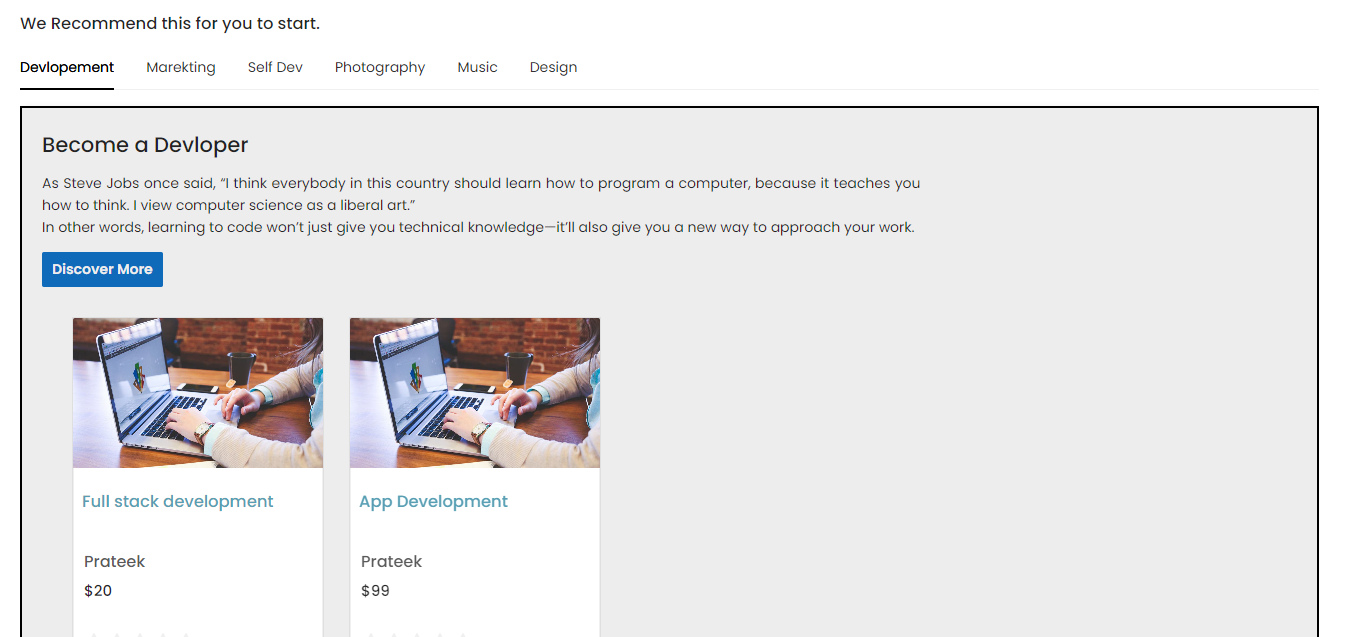 We Recommend this for you to start.
Devlopement Marekting Self Dev Photography Music Design
Become a Devloper
As Steve Jobs once said, “I think everybody in this country should learn how to program a computer, because it teaches you
how to think. I view computer science as a liberal art.”
In other words, learning to code won’t just give you technical knowledge—it’ll also give you a new way to approach your work.
Discover More
Full stack development App Development
Prateek Prateek
$20 $99